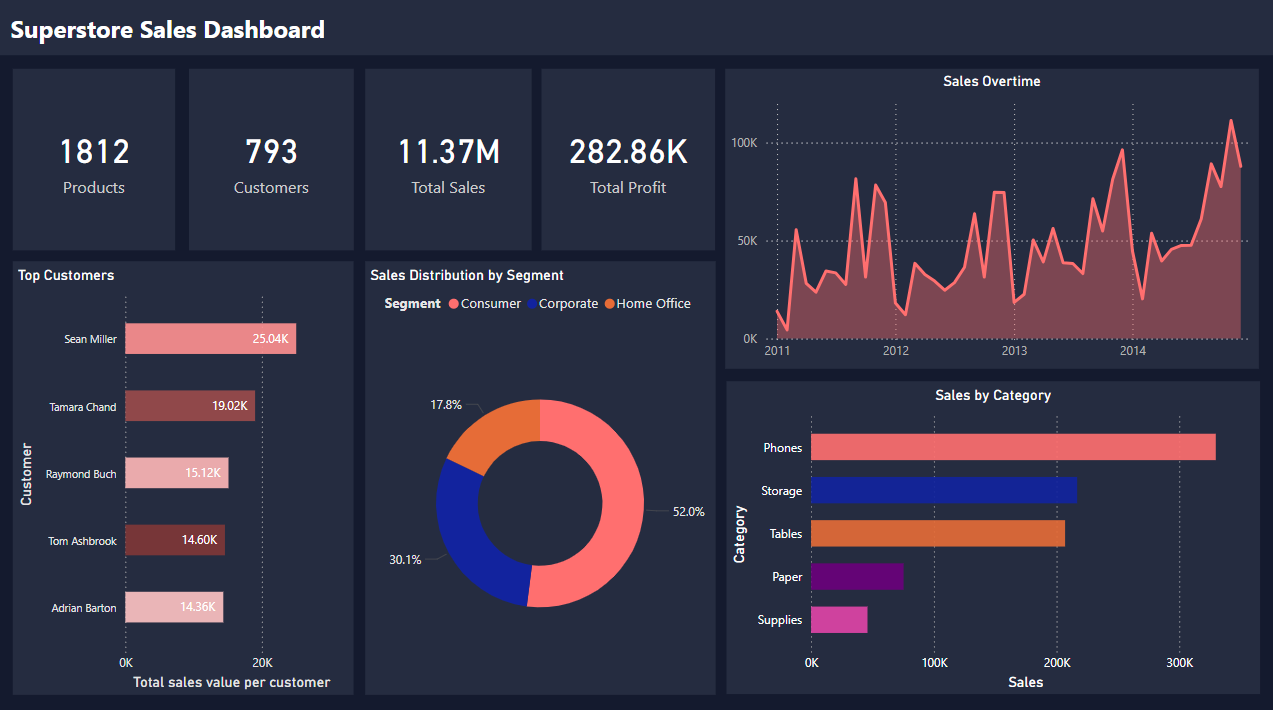 Superstore Sales Dashboard
1812
Products
793
Customers
11.37M
Total Sales
282.86K
Total Profit
Sales Overtime
100K
50K
0K
2011 2012 2013 2014
Top Customers
Customer
Sean Miller 25.04K
Tamara Chand 19.02K
Raymond Buch 15.12K
Tom Ashbrook 14.60K
Adrian Barton 14.36K
0K 20K
Total sales value per customer
Sales Distribution by Segment
Segment Consumer Corporate Home Office
17.8%
52.0%
30.1%
Sales by Category
Category
Phones
Storage
Tables
Paper
Supplies
0K 100K 200K 300K
Sales